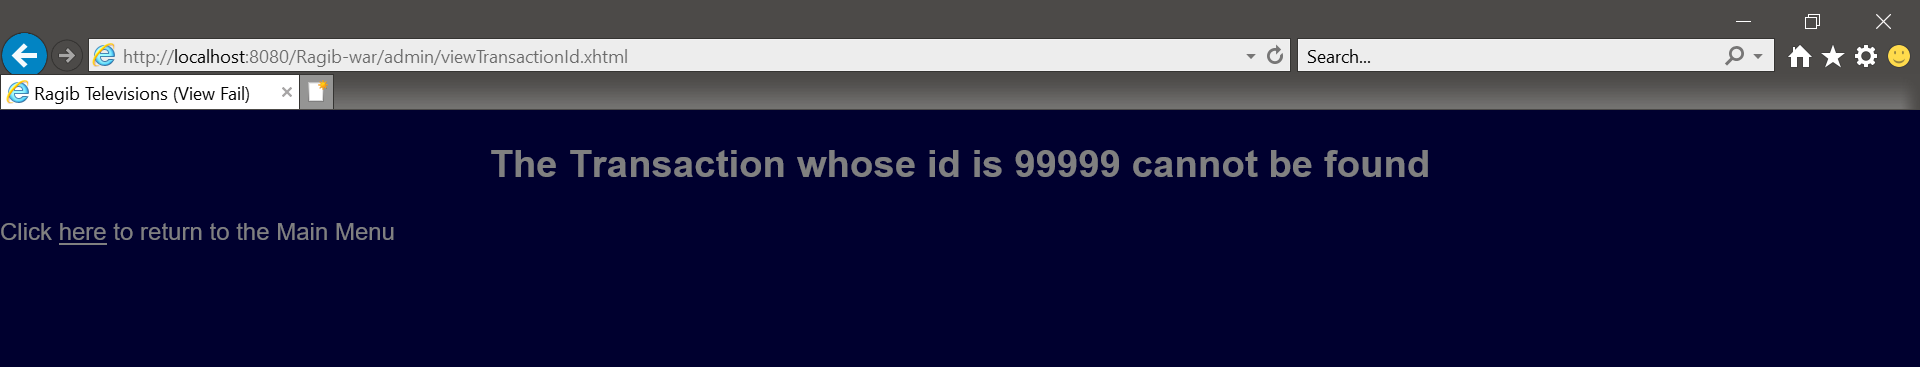 http://localhost:8080/Ragib-war/admin/viewTransactionId.xhtml
Search...
Ragib Televisions (View Fail)
The Transaction whose id is 99999 cannot be found
Click here to return to the Main Menu